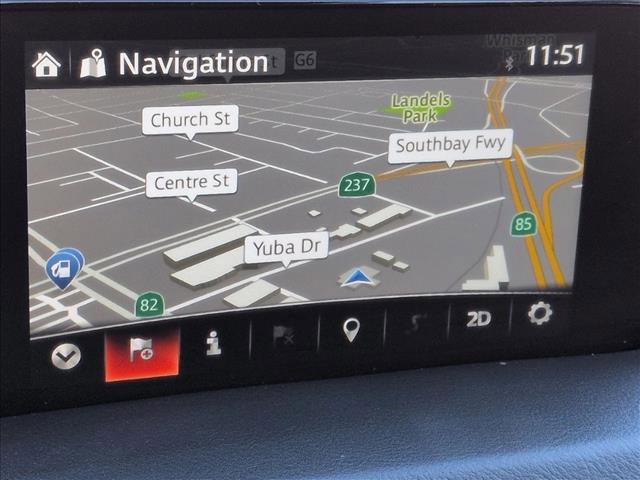 Navigation
G6
Whisman
11:51
Landels
Park
Church St
Southbay Fwy
Centre St
237
85
Yuba Dr
82
2D